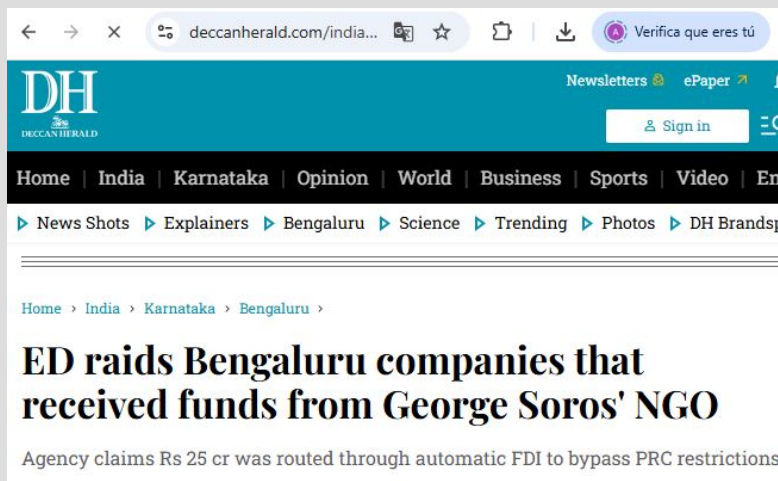 deccanherald.com/india...
Verifica que eres tú
DH
DECCAN HERALD
Newsletters
ePaper
Sign in
Home | India | Karnataka | Opinion | World | Business | Sports | Video | En
News Shots
Explainers
Bengaluru
Science
Trending
Photos
DH Brandsp
Home > India > Karnataka > Bengaluru >
ED raids Bengaluru companies that
received funds from George Soros' NGO
Agency claims Rs 25 cr was routed through automatic FDI to bypass PRC restrictions